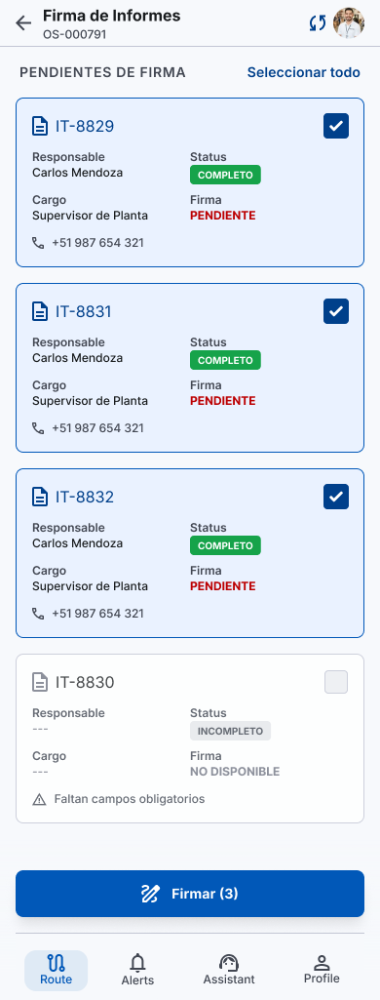 Firma de Informes
OS-000791
PENDIENTES DE FIRMA
Seleccionar todo
IT-8829
Responsable
Carlos Mendoza
Status
COMPLETO
Cargo
Supervisor de Planta
Firma
PENDIENTE
+51 987 654 321
IT-8831
Responsable
Carlos Mendoza
Status
COMPLETO
Cargo
Supervisor de Planta
Firma
PENDIENTE
+51 987 654 321
IT-8832
Responsable
Carlos Mendoza
Status
COMPLETO
Cargo
Supervisor de Planta
Firma
PENDIENTE
+51 987 654 321
IT-8830
Responsable
---
Status
INCOMPLETO
Cargo
---
Firma
NO DISPONIBLE
Faltan campos obligatorios
Firmar (3)
Route
Alerts
Assistant
Profile